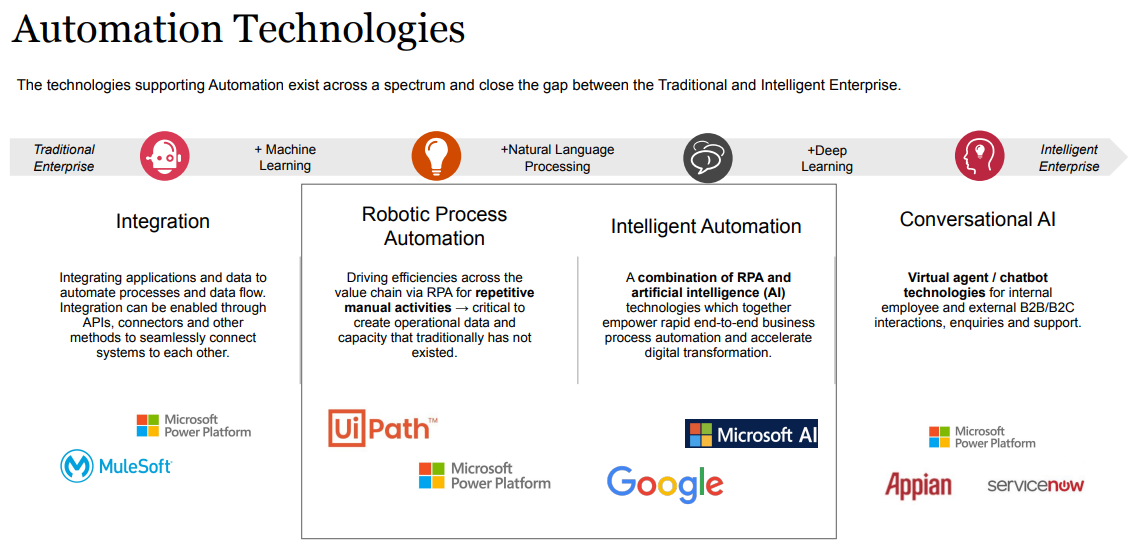 Automation Technologies
The technologies supporting Automation exist across a spectrum and close the gap between the Traditional and Intelligent Enterprise.
Traditional
Enterprise
+ Machine
Learning
+Natural Language
Processing
+Deep
Learning
Intelligent
Enterprise
Integration
Integrating applications and data to
automate processes and data flow.
Integration can be enabled through
APIs, connectors and other
methods to seamlessly connect
systems to each other.
Microsoft
Power Platform
MuleSoft
Robotic Process
Automation
Driving efficiencies across the
value chain via RPA for repetitive
manual activities → critical to
create operational data and
capacity that traditionally has not
existed.
UiPath™
Microsoft
Power Platform
Intelligent Automation
A combination of RPA and
artificial intelligence (AI)
technologies which together
empower rapid end-to-end business
process automation and accelerate
digital transformation.
Microsoft AI
Google
Conversational AI
Virtual agent / chatbot
technologies for internal
employee and external B2B/B2C
interactions, enquiries and support.
Microsoft
Power Platform
Appian
servicenow